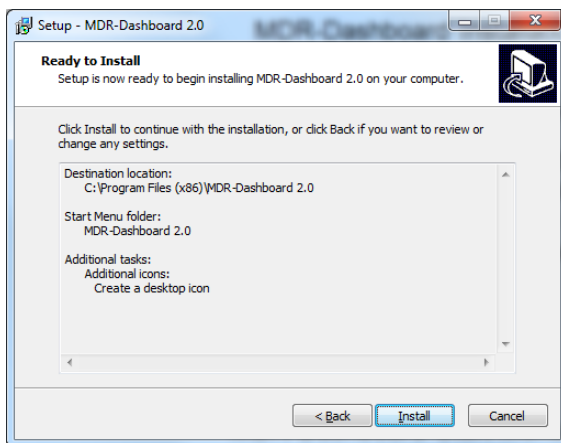 Setup - MDR-Dashboard 2.0
Ready to Install
Setup is now ready to begin installing MDR-Dashboard 2.0 on your computer.
Click Install to continue with the installation, or click Back if you want to review or
change any settings.
Destination location:
C:\Program Files (x86)\MDR-Dashboard 2.0
Start Menu folder:
MDR-Dashboard 2.0
Additional tasks:
Additional icons:
Create a desktop icon
< Back
Install
Cancel